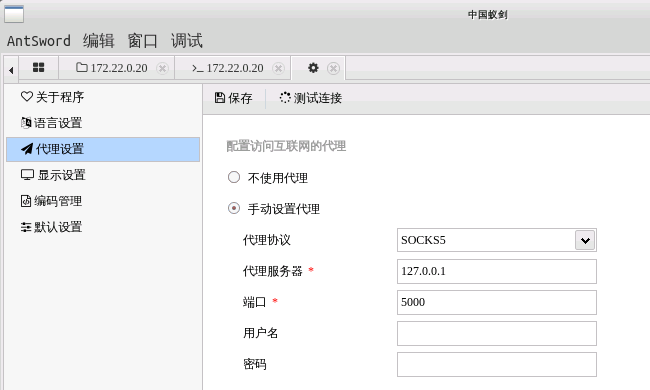 中国蚁剑
AntSword 编辑 窗口 调试
172.22.0.20 172.22.0.20
关于程序
保存 测试连接
语言设置
代理设置
显示设置
编码管理
默认设置
配置访问互联网的代理
不使用代理
手动设置代理
代理协议 SOCKS5
代理服务器 * 127.0.0.1
端口 * 5000
用户名
密码